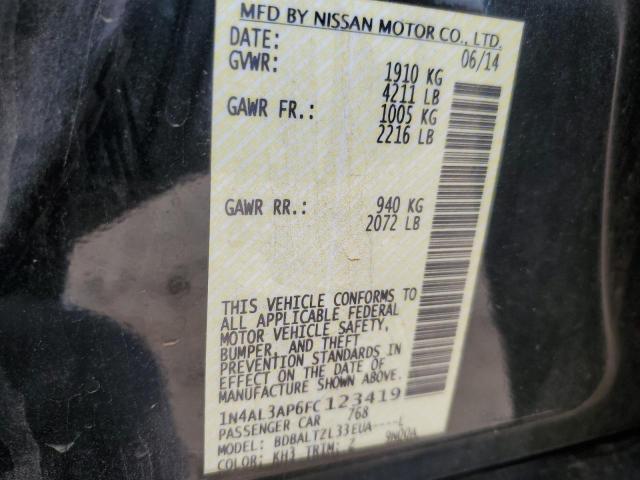 MFD BY NISSAN MOTOR CO., LTD.
DATE: 06/14
GVWR: 1910 KG
4211 LB
GAWR FR.: 1005 KG
2216 LB
GAWR RR.: 940 KG
2072 LB
THIS VEHICLE CONFORMS TO
ALL APPLICABLE FEDERAL
MOTOR VEHICLE SAFETY,
BUMPER, AND THEFT
PREVENTION STANDARDS IN
EFFECT ON THE DATE OF
MANUFACTURE SHOWN ABOVE.
1N4AL3AP6FC123419
PASSENGER CAR 768
MODEL: BDBALTZL33EUA----L
COLOR: KH3 TRIM: Z